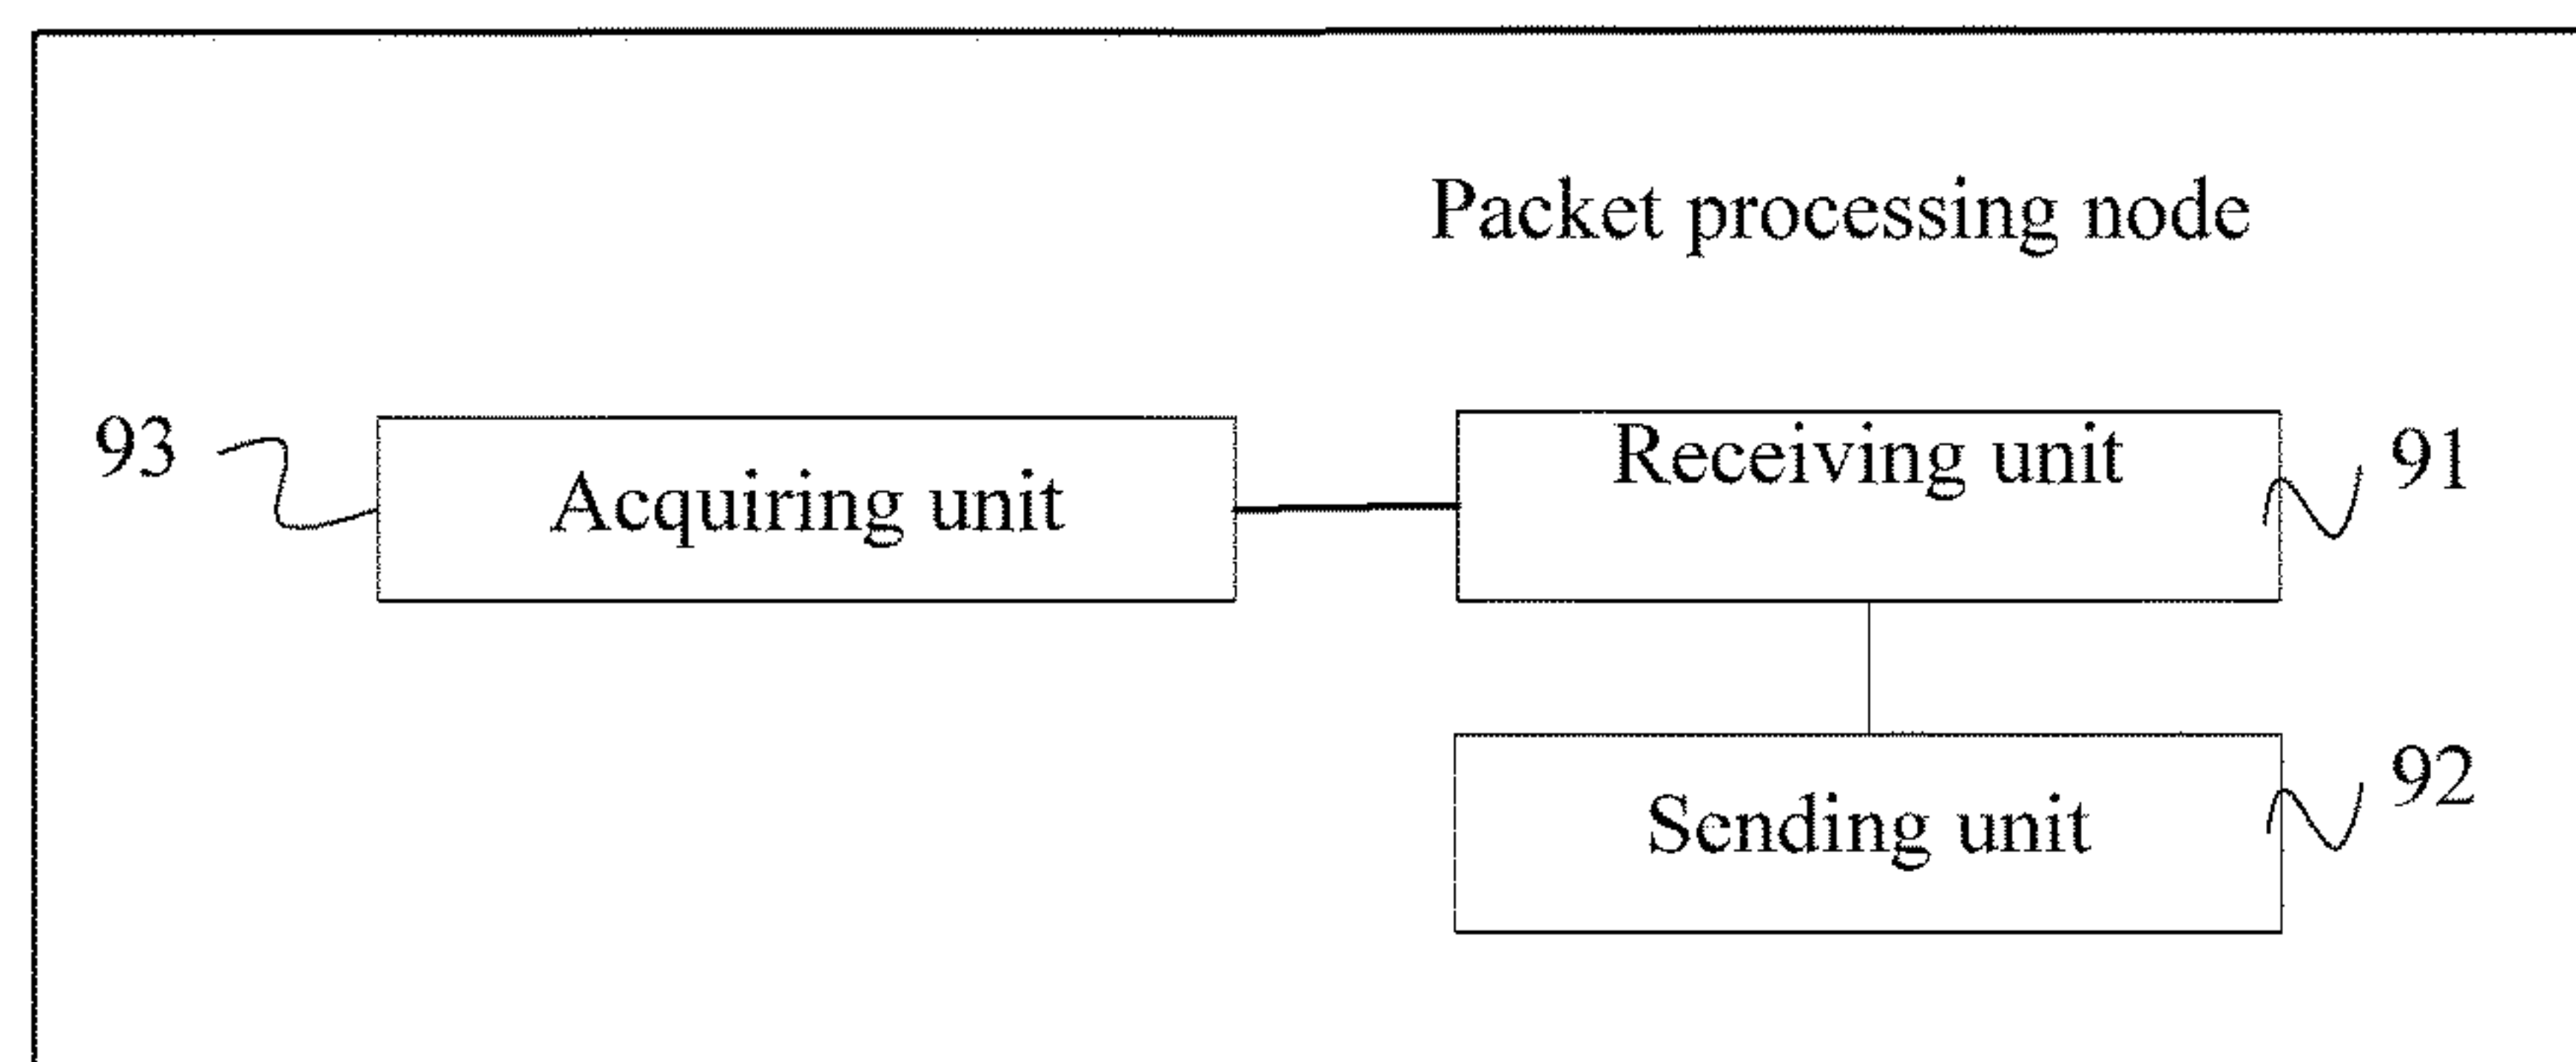 Packet processing node
93
Acquiring unit
Receiving unit
91
Sending unit
92